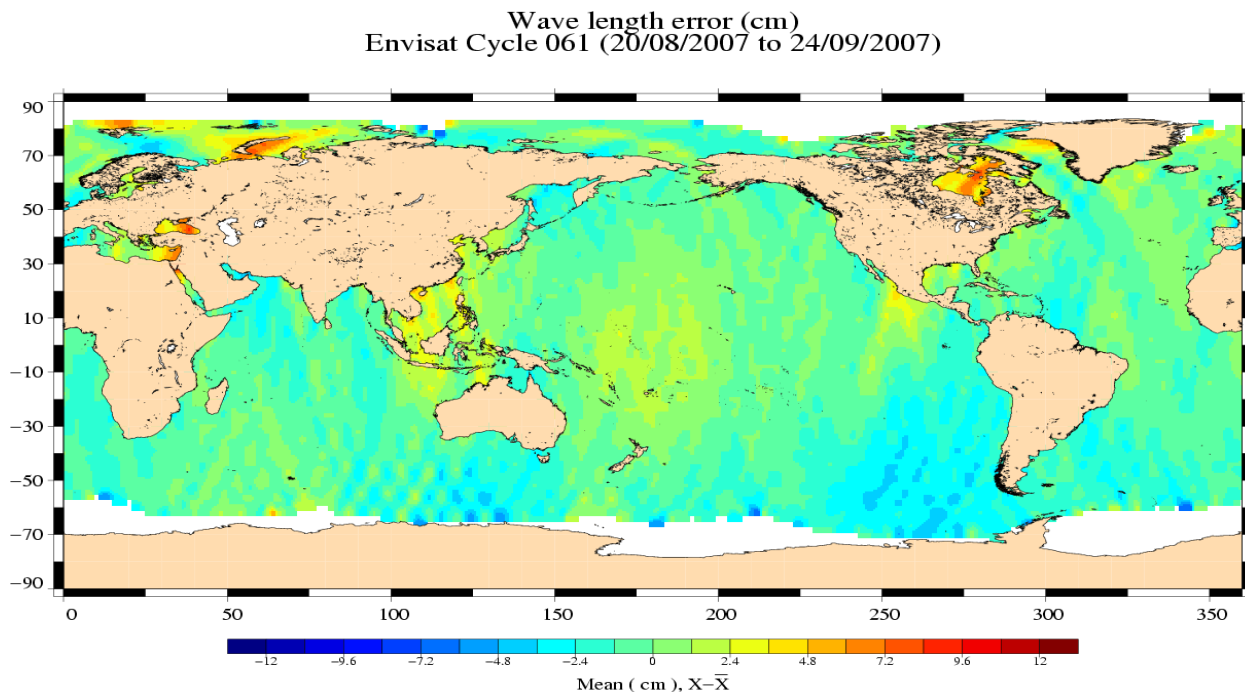 Wave length error (cm)
Envisat Cycle 061 (20/08/2007 to 24/09/2007)
90
70
50
30
10
−10
−30
−50
−70
−90
0 50 100 150 200 250 300 350
−12 −9.6 −7.2 −4.8 −2.4 0 2.4 4.8 7.2 9.6 12
Mean ( cm ), X−X̅